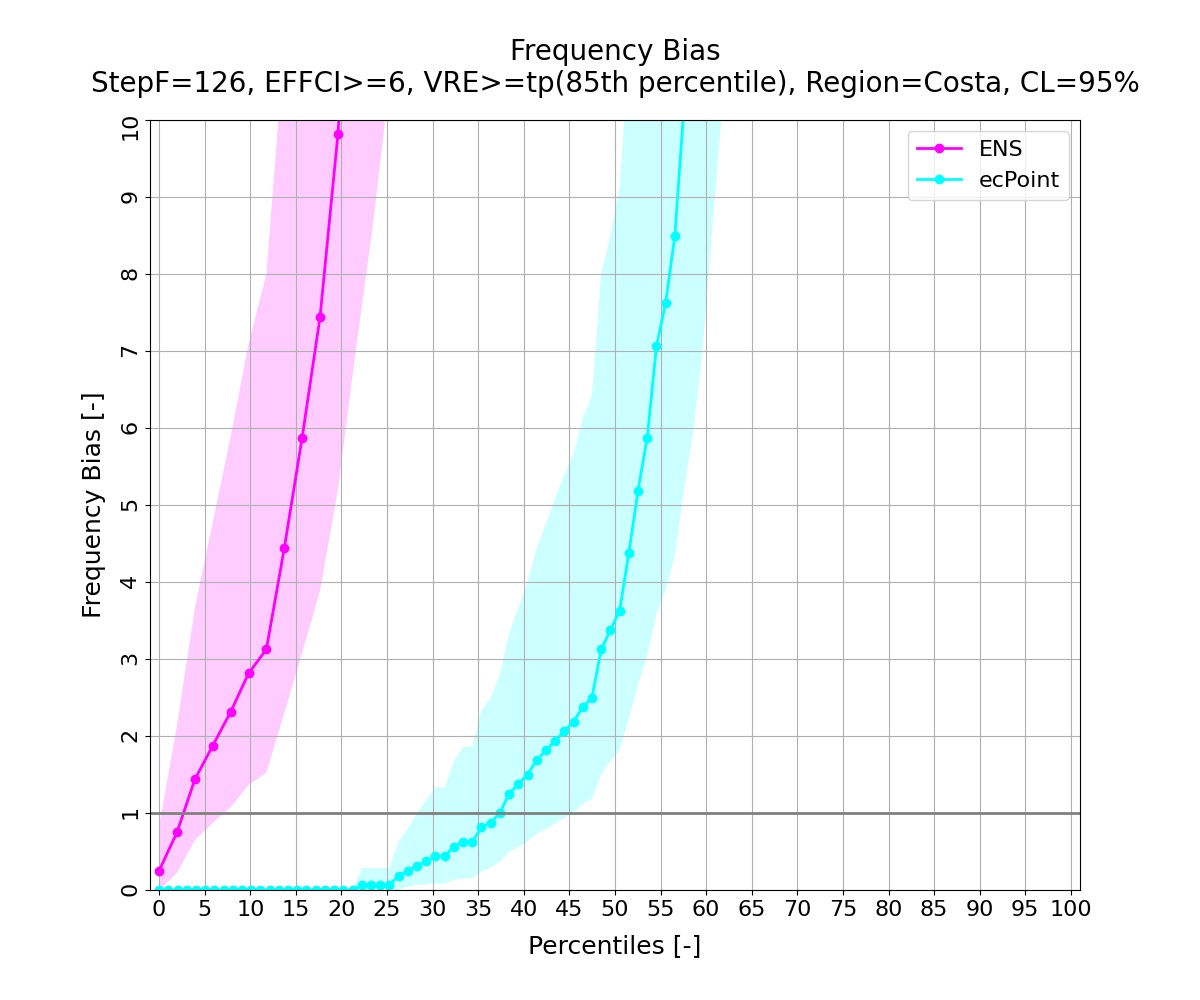 Frequency Bias
StepF=126, EFFCI>=6, VRE>=tp(85th percentile), Region=Costa, CL=95%
ENS
ecPoint
Frequency Bias [-]
10
9
8
7
6
5
4
3
2
1
0
0 5 10 15 20 25 30 35 40 45 50 55 60 65 70 75 80 85 90 95 100
Percentiles [-]